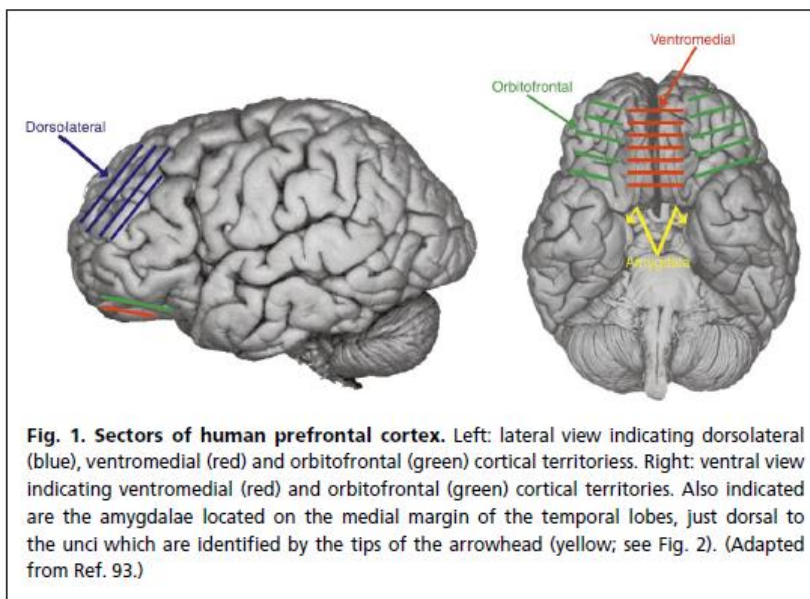 Ventromedial
Orbitofrontal
Dorsolateral
Amygdala
Fig. 1. Sectors of human prefrontal cortex. Left: lateral view indicating dorsolateral
(blue), ventromedial (red) and orbitofrontal (green) cortical territoriess. Right: ventral view
indicating ventromedial (red) and orbitofrontal (green) cortical territories. Also indicated
are the amygdalae located on the medial margin of the temporal lobes, just dorsal to
the unci which are identified by the tips of the arrowhead (yellow; see Fig. 2). (Adapted
from Ref. 93.)